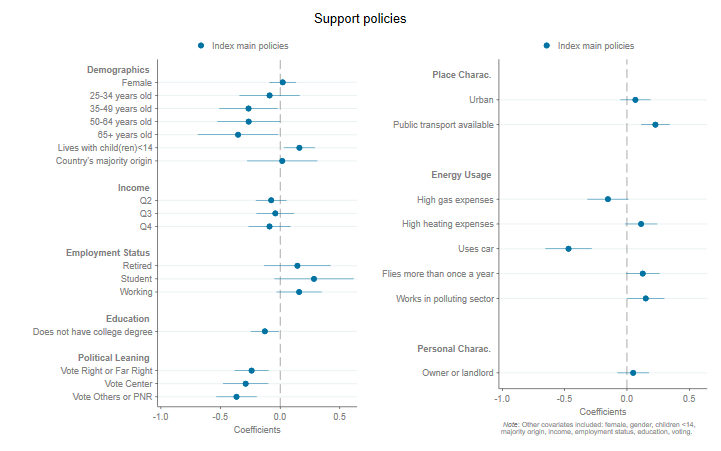 Support policies
Index main policies
Demographics
Female
25-34 years old
35-49 years old
50-64 years old
65+ years old
Lives with child(ren)<14
Country's majority origin
Income
Q2
Q3
Q4
Employment Status
Retired
Student
Working
Education
Does not have college degree
Political Leaning
Vote Right or Far Right
Vote Center
Vote Others or PNR
-1.0 -0.5 0.0 0.5
Coefficients
Index main policies
Place Charac.
Urban
Public transport available
Energy Usage
High gas expenses
High heating expenses
Uses car
Flies more than once a year
Works in polluting sector
Personal Charac.
Owner or landlord
-1.0 -0.5 0.0 0.5
Coefficients
Note: Other covariates included: female, gender, children <14,
majority origin, income, employment status, education, voting.